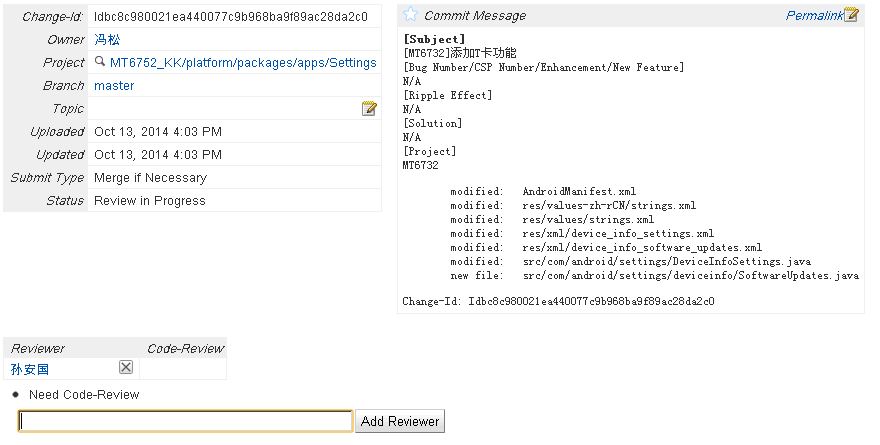 Change-Id: Idbc8c980021ea440077c9b968ba9f89ac28da2c0
Owner 冯松
Project MT6752_KK/platform/packages/apps/Settings
Branch master
Topic
Uploaded Oct 13, 2014 4:03 PM
Updated Oct 13, 2014 4:03 PM
Submit Type Merge if Necessary
Status Review in Progress
Commit Message Permalink
[Subject]
[MT6732]添加T卡功能
[Bug Number/CSP Number/Enhancement/New Feature]
N/A
[Ripple Effect]
N/A
[Solution]
N/A
[Project]
MT6732
modified: AndroidManifest.xml
modified: res/values-zh-rCN/strings.xml
modified: res/values/strings.xml
modified: res/xml/device_info_settings.xml
modified: res/xml/device_info_software_updates.xml
modified: src/com/android/settings/DeviceInfoSettings.java
new file: src/com/android/settings/deviceinfo/SoftwareUpdates.java
Change-Id: Idbc8c980021ea440077c9b968ba9f89ac28da2c0
Reviewer Code-Review
孙安国
Need Code-Review
Add Reviewer